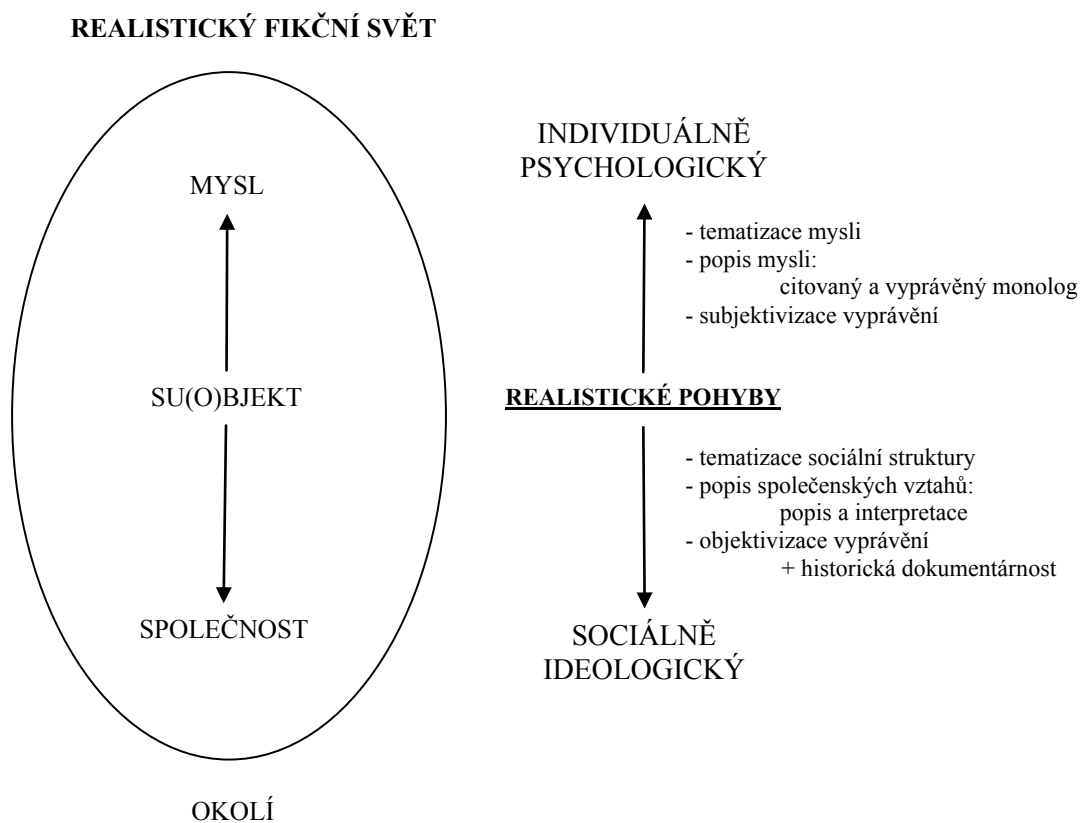 REALISTICKÝ FIKČNÍ SVĚT
MYSL
SU(O)BJEKT
SPOLEČNOST
OKOLÍ
INDIVIDUÁLNĚ
PSYCHOLOGICKÝ
- tematizace mysli
- popis mysli:
citovaný a vyprávěný monolog
- subjektivizace vyprávění
REALISTICKÉ POHYBY
- tematizace sociální struktury
- popis společenských vztahů:
popis a interpretace
- objektivizace vyprávění
+ historická dokumentárnost
SOCIÁLNĚ
IDEOLOGICKÝ